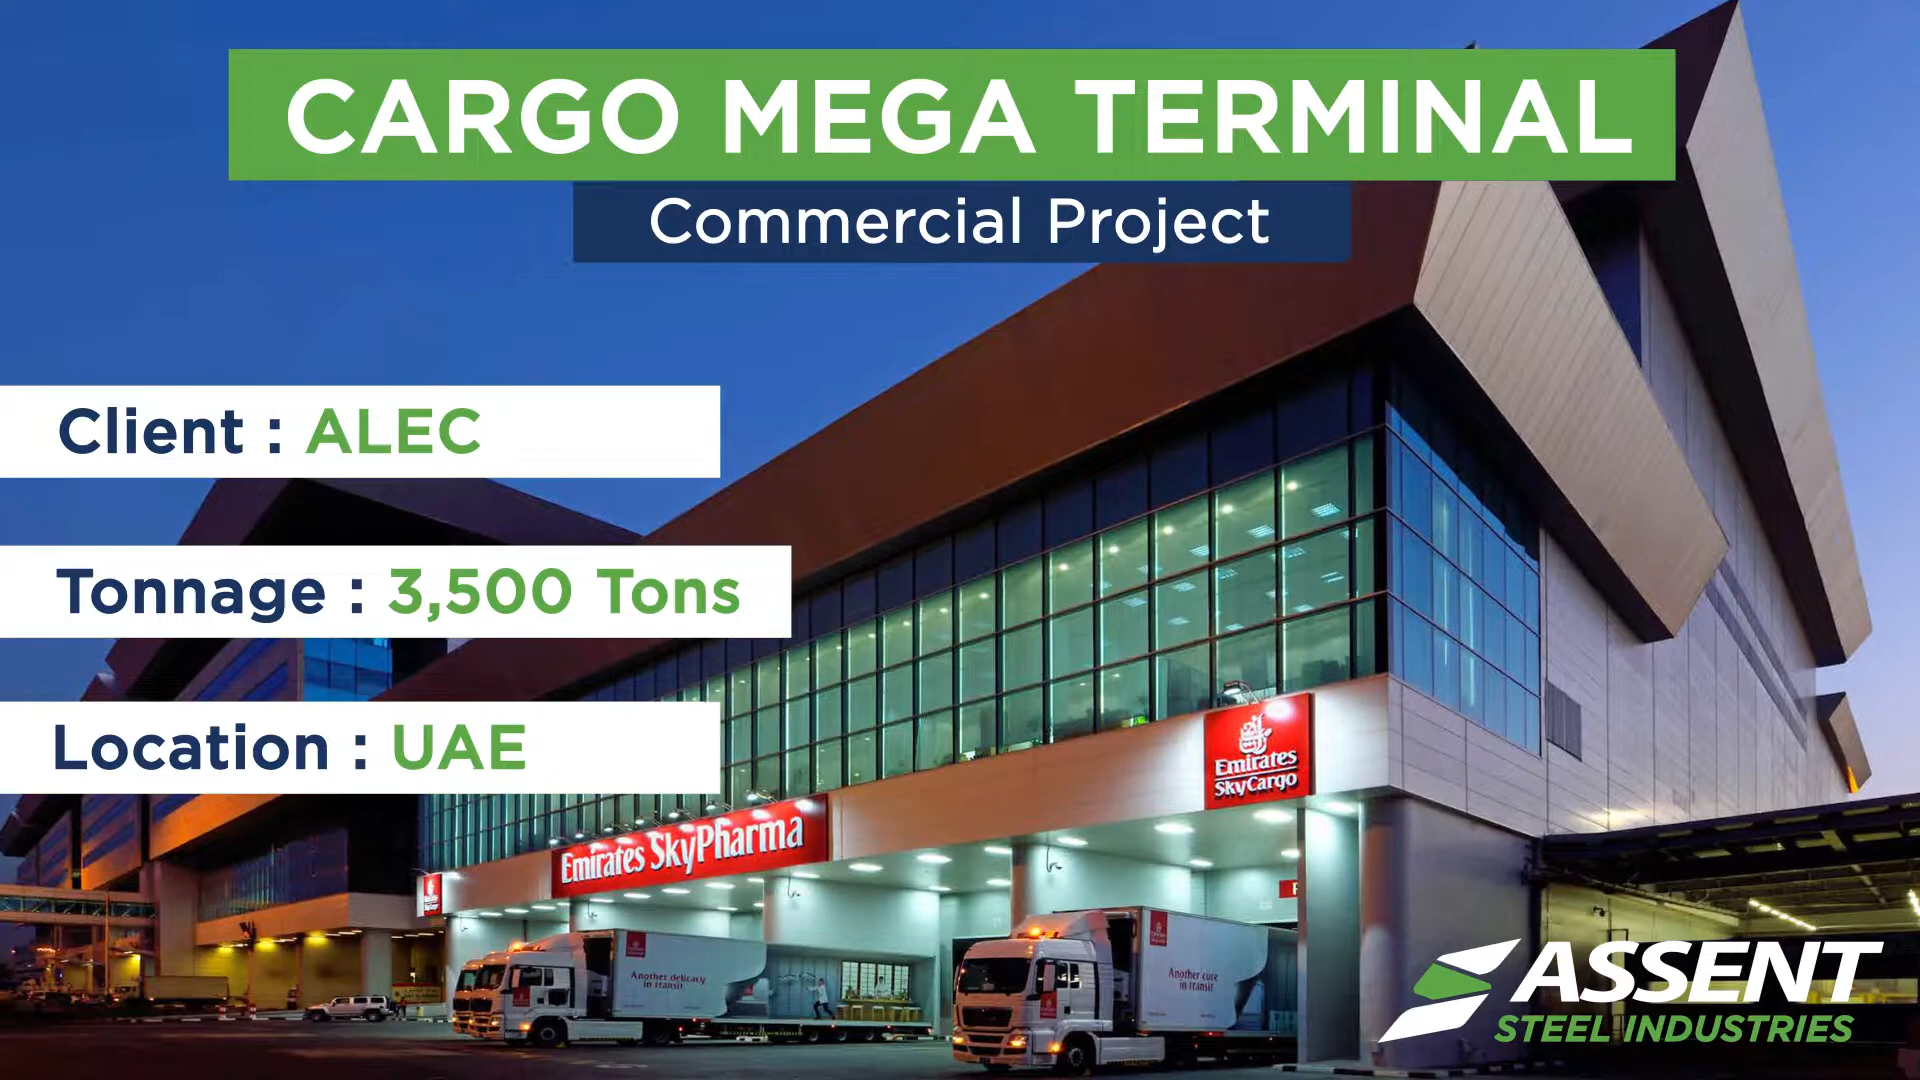 CARGO MEGA TERMINAL
Commercial Project
Client : ALEC
Tonnage : 3,500 Tons
Location : UAE
Emirates
SkyCargo
Emirates SkyPharma
Another delicacy
in transit
Another cure
in transit
ASSENT
STEEL INDUSTRIES